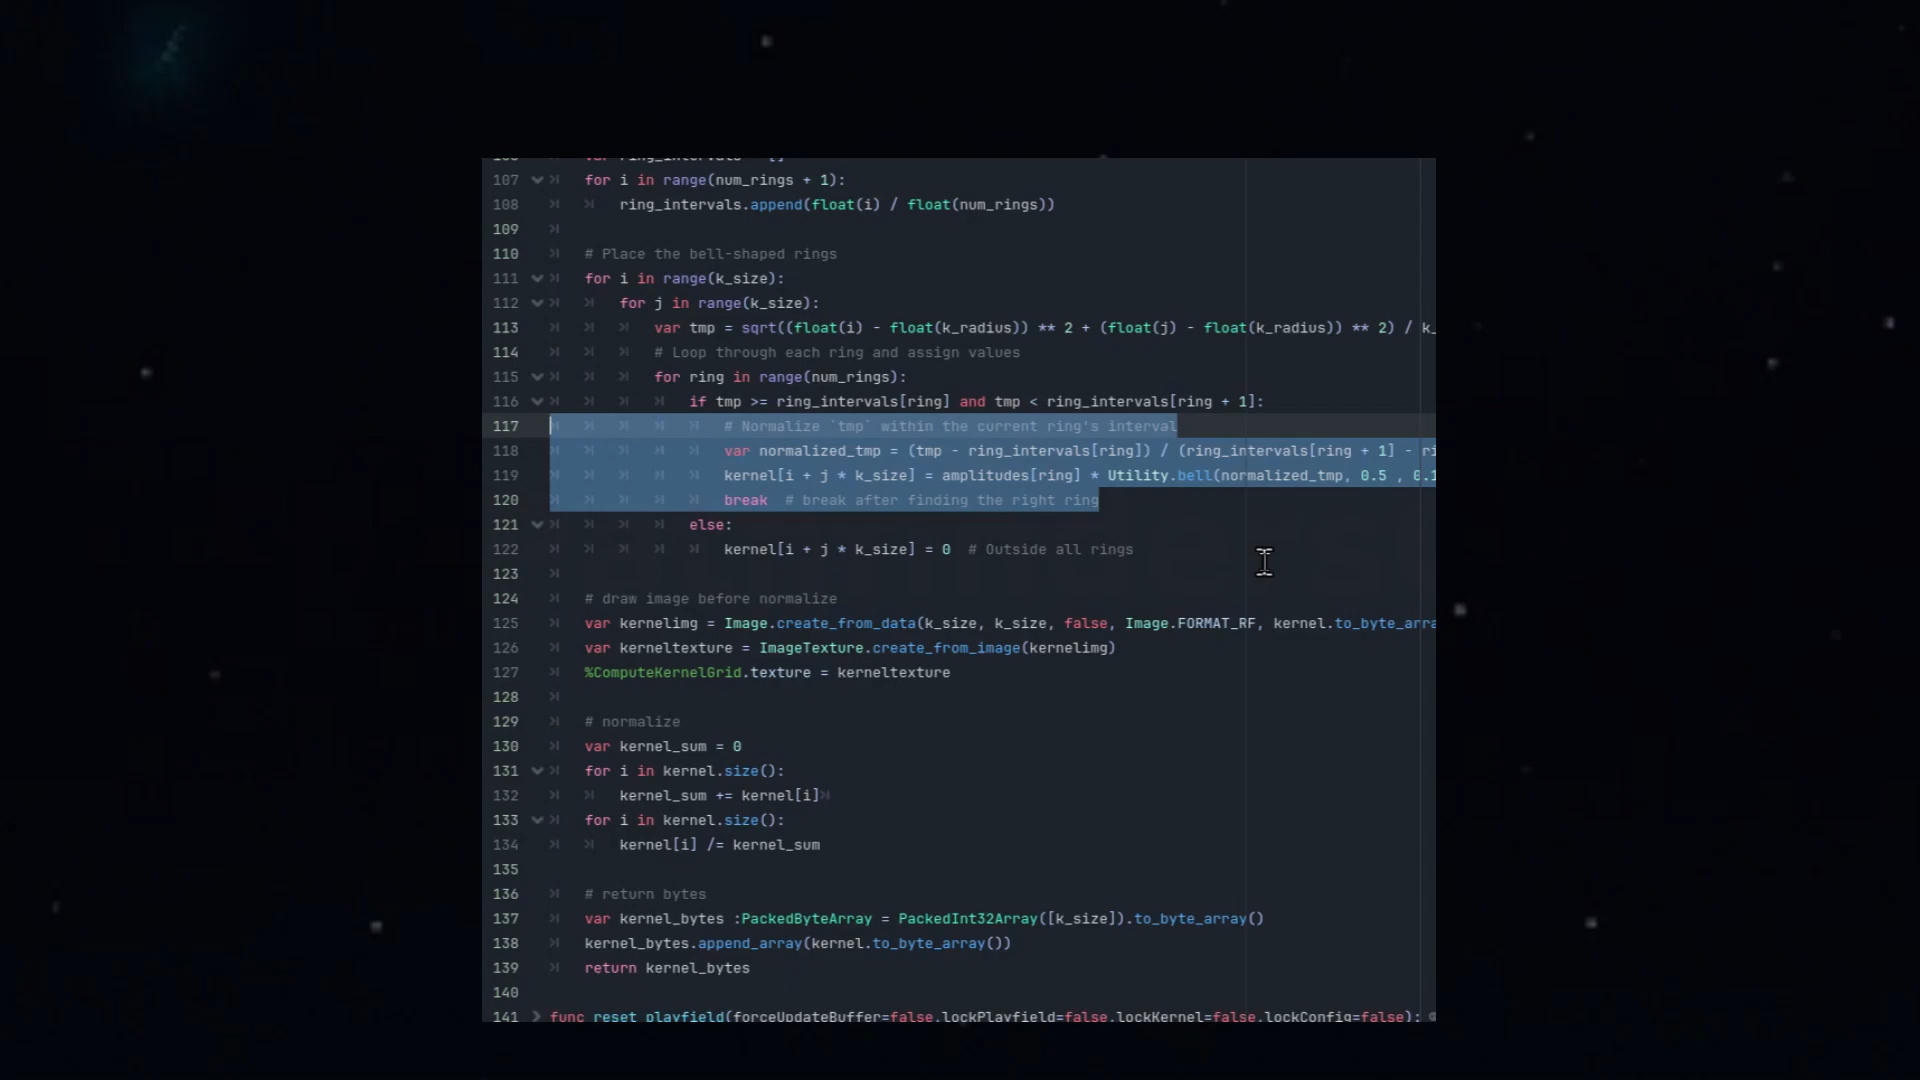 var ring_intervals = []
107 for i in range(num_rings + 1):
108 ring_intervals.append(float(i) / float(num_rings))
109
110 # Place the bell-shaped rings
111 for i in range(k_size):
112 for j in range(k_size):
113 var tmp = sqrt((float(i) - float(k_radius)) ** 2 + (float(j) - float(k_radius)) ** 2) / k_
114 # Loop through each ring and assign values
115 for ring in range(num_rings):
116 if tmp >= ring_intervals[ring] and tmp < ring_intervals[ring + 1]:
117 # Normalize `tmp` within the current ring's interval
118 var normalized_tmp = (tmp - ring_intervals[ring]) / (ring_intervals[ring + 1] - ri
119 kernel[i + j * k_size] = amplitudes[ring] * Utility.bell(normalized_tmp, 0.5 , 0.1
120 break # break after finding the right ring
121 else:
122 kernel[i + j * k_size] = 0 # Outside all rings
123
124 # draw image before normalize
125 var kernelimg = Image.create_from_data(k_size, k_size, false, Image.FORMAT_RF, kernel.to_byte_arra
126 var kerneltexture = ImageTexture.create_from_image(kernelimg)
127 %ComputeKernelGrid.texture = kerneltexture
128
129 # normalize
130 var kernel_sum = 0
131 for i in kernel.size():
132 kernel_sum += kernel[i]
133 for i in kernel.size():
134 kernel[i] /= kernel_sum
135
136 # return bytes
137 var kernel_bytes :PackedByteArray = PackedInt32Array([k_size]).to_byte_array()
138 kernel_bytes.append_array(kernel.to_byte_array())
139 return kernel_bytes
140
141 func reset_playfield(forceUpdateBuffer=false,lockPlayfield=false,lockKernel=false,lockConfig=false):